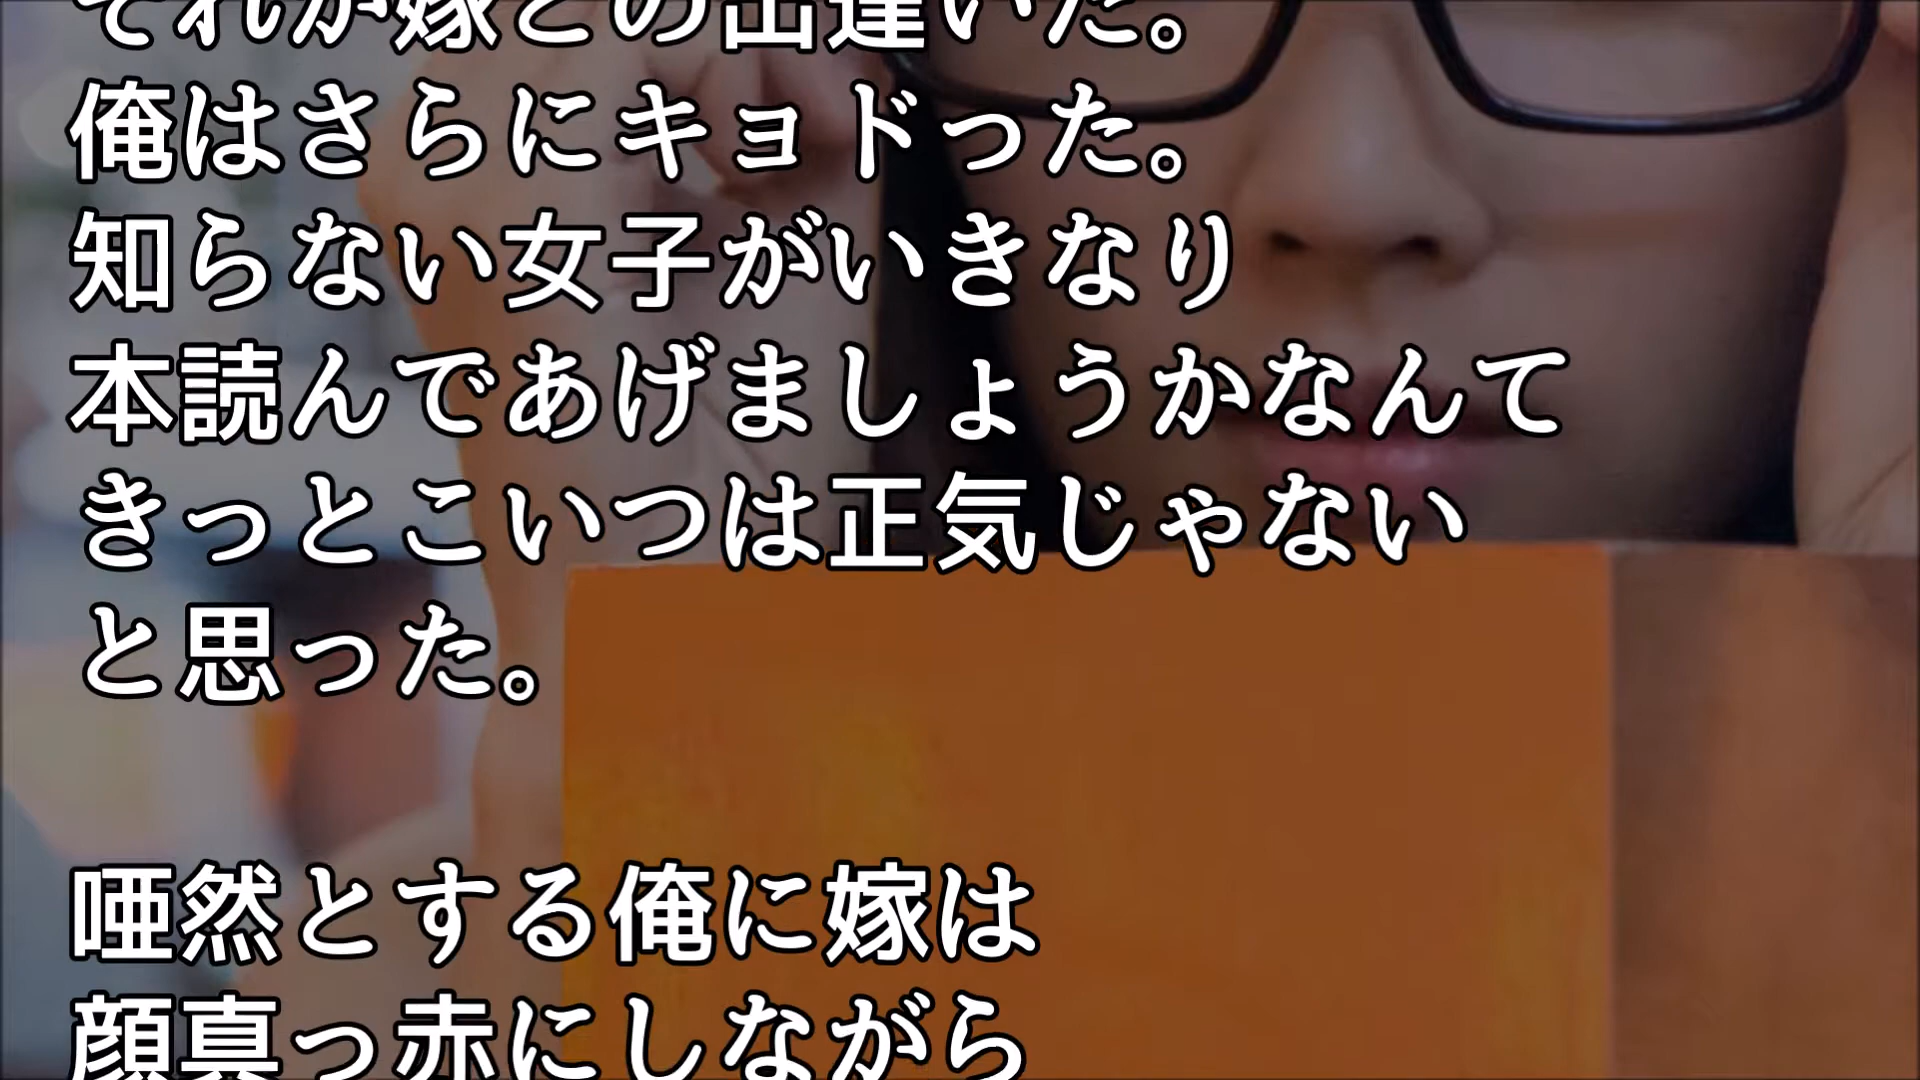 それが嫁との出逢いだ。
俺はさらにキョドった。
知らない女子がいきなり
本読んであげましょうかなんて
きっとこいつは正気じゃない
と思った。
唖然とする俺に嫁は
顔真っ赤にしながら